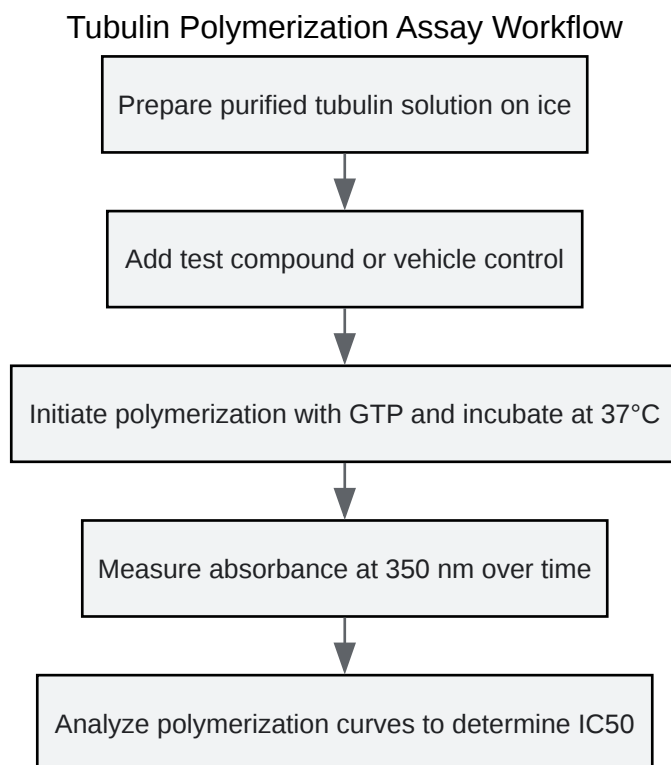 Tubulin Polymerization Assay Workflow
Prepare purified tubulin solution on ice
Add test compound or vehicle control
Initiate polymerization with GTP and incubate at 37°C
Measure absorbance at 350 nm over time
Analyze polymerization curves to determine IC50